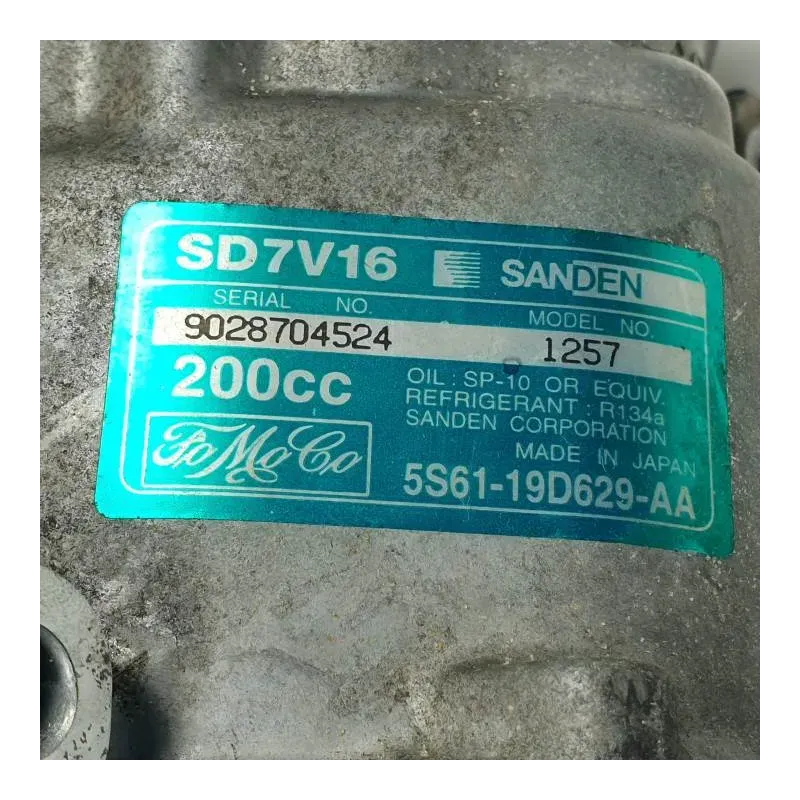 SD7V16 SANDEN
SERIAL NO. MODEL NO.
9028704524 1257
200cc
OIL : SP-10 OR EQUIV.
REFRIGERANT : R134a
SANDEN CORPORATION
MADE IN JAPAN
FoMoCo
5S61-19D629-AA